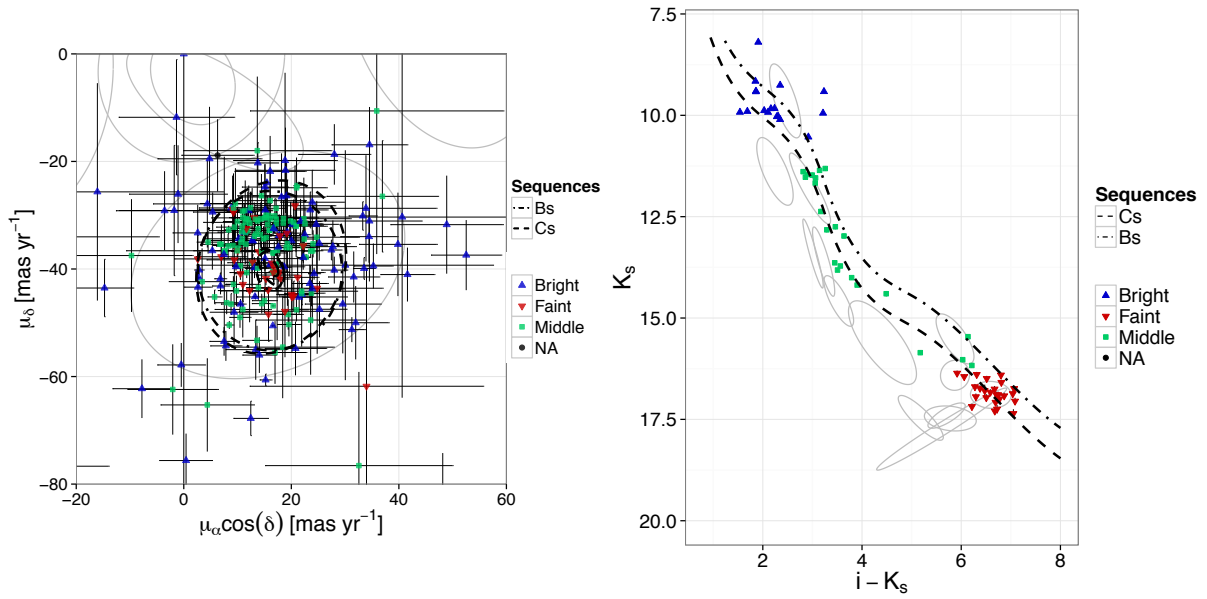 0
−20
−40
−60
−80
−20
0
20
40
60
μδ [mas yr−1]
μαcos(δ) [mas yr−1]
Sequences
Bs
Cs
Bright
Faint
Middle
NA
7.5
10.0
12.5
15.0
17.5
20.0
2
4
6
8
Ks
i − Ks
Sequences
Cs
Bs
Bright
Faint
Middle
NA